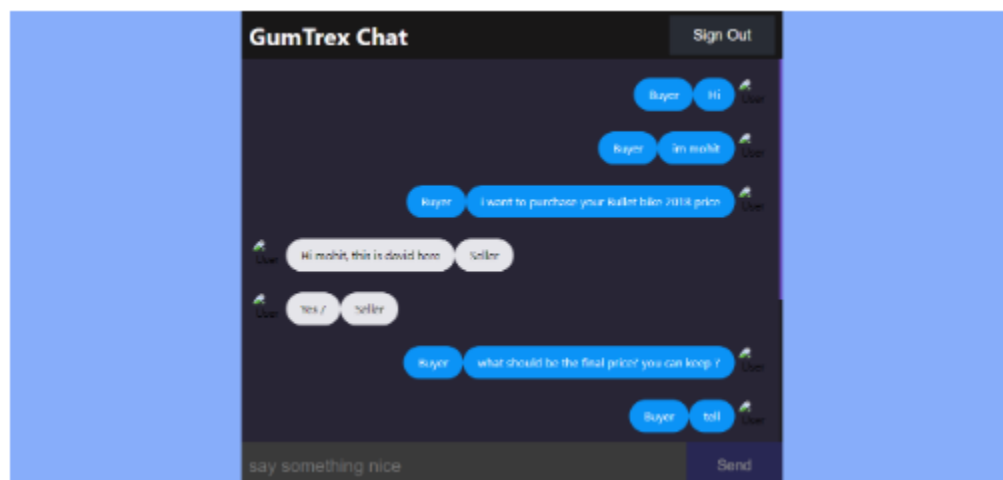 GumTrex Chat Sign Out
Buyer Hi User
Buyer im mohit User
Buyer i want to purchase your Bullet bike 2018 price User
User Hi mohit, this is david here Seller
User Yes / Seller
Buyer what should be the final price? you can keep ? User
Buyer tell User
say something nice Send